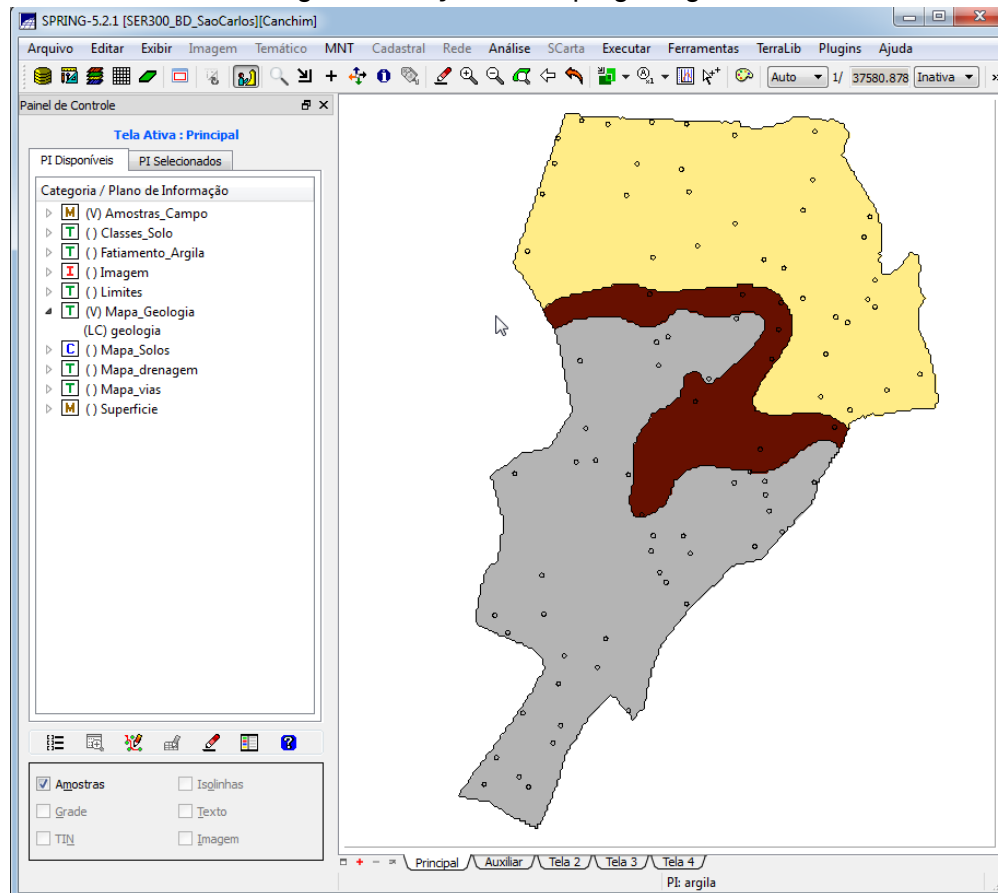 SPRING-5.2.1 [SER300_BD_SaoCarlos][Canchim]
Arquivo Editar Exibir Imagem Temático MNT Cadastral Rede Análise SCarta Executar Ferramentas TerraLib Plugins Ajuda
Auto 1/ 37580.878 Inativa
Painel de Controle
Tela Ativa : Principal
PI Disponíveis PI Selecionados
Categoria / Plano de Informação
M (V) Amostras_Campo
T ( ) Classes_Solo
T ( ) Fatiamento_Argila
I ( ) Imagem
T ( ) Limites
T (V) Mapa_Geologia
(LC) geologia
C ( ) Mapa_Solos
T ( ) Mapa_drenagem
T ( ) Mapa_vias
M ( ) Superficie
Amostras Isolinhas
Grade Texto
TIN Imagem
Principal Auxiliar Tela 2 Tela 3 Tela 4
PI: argila